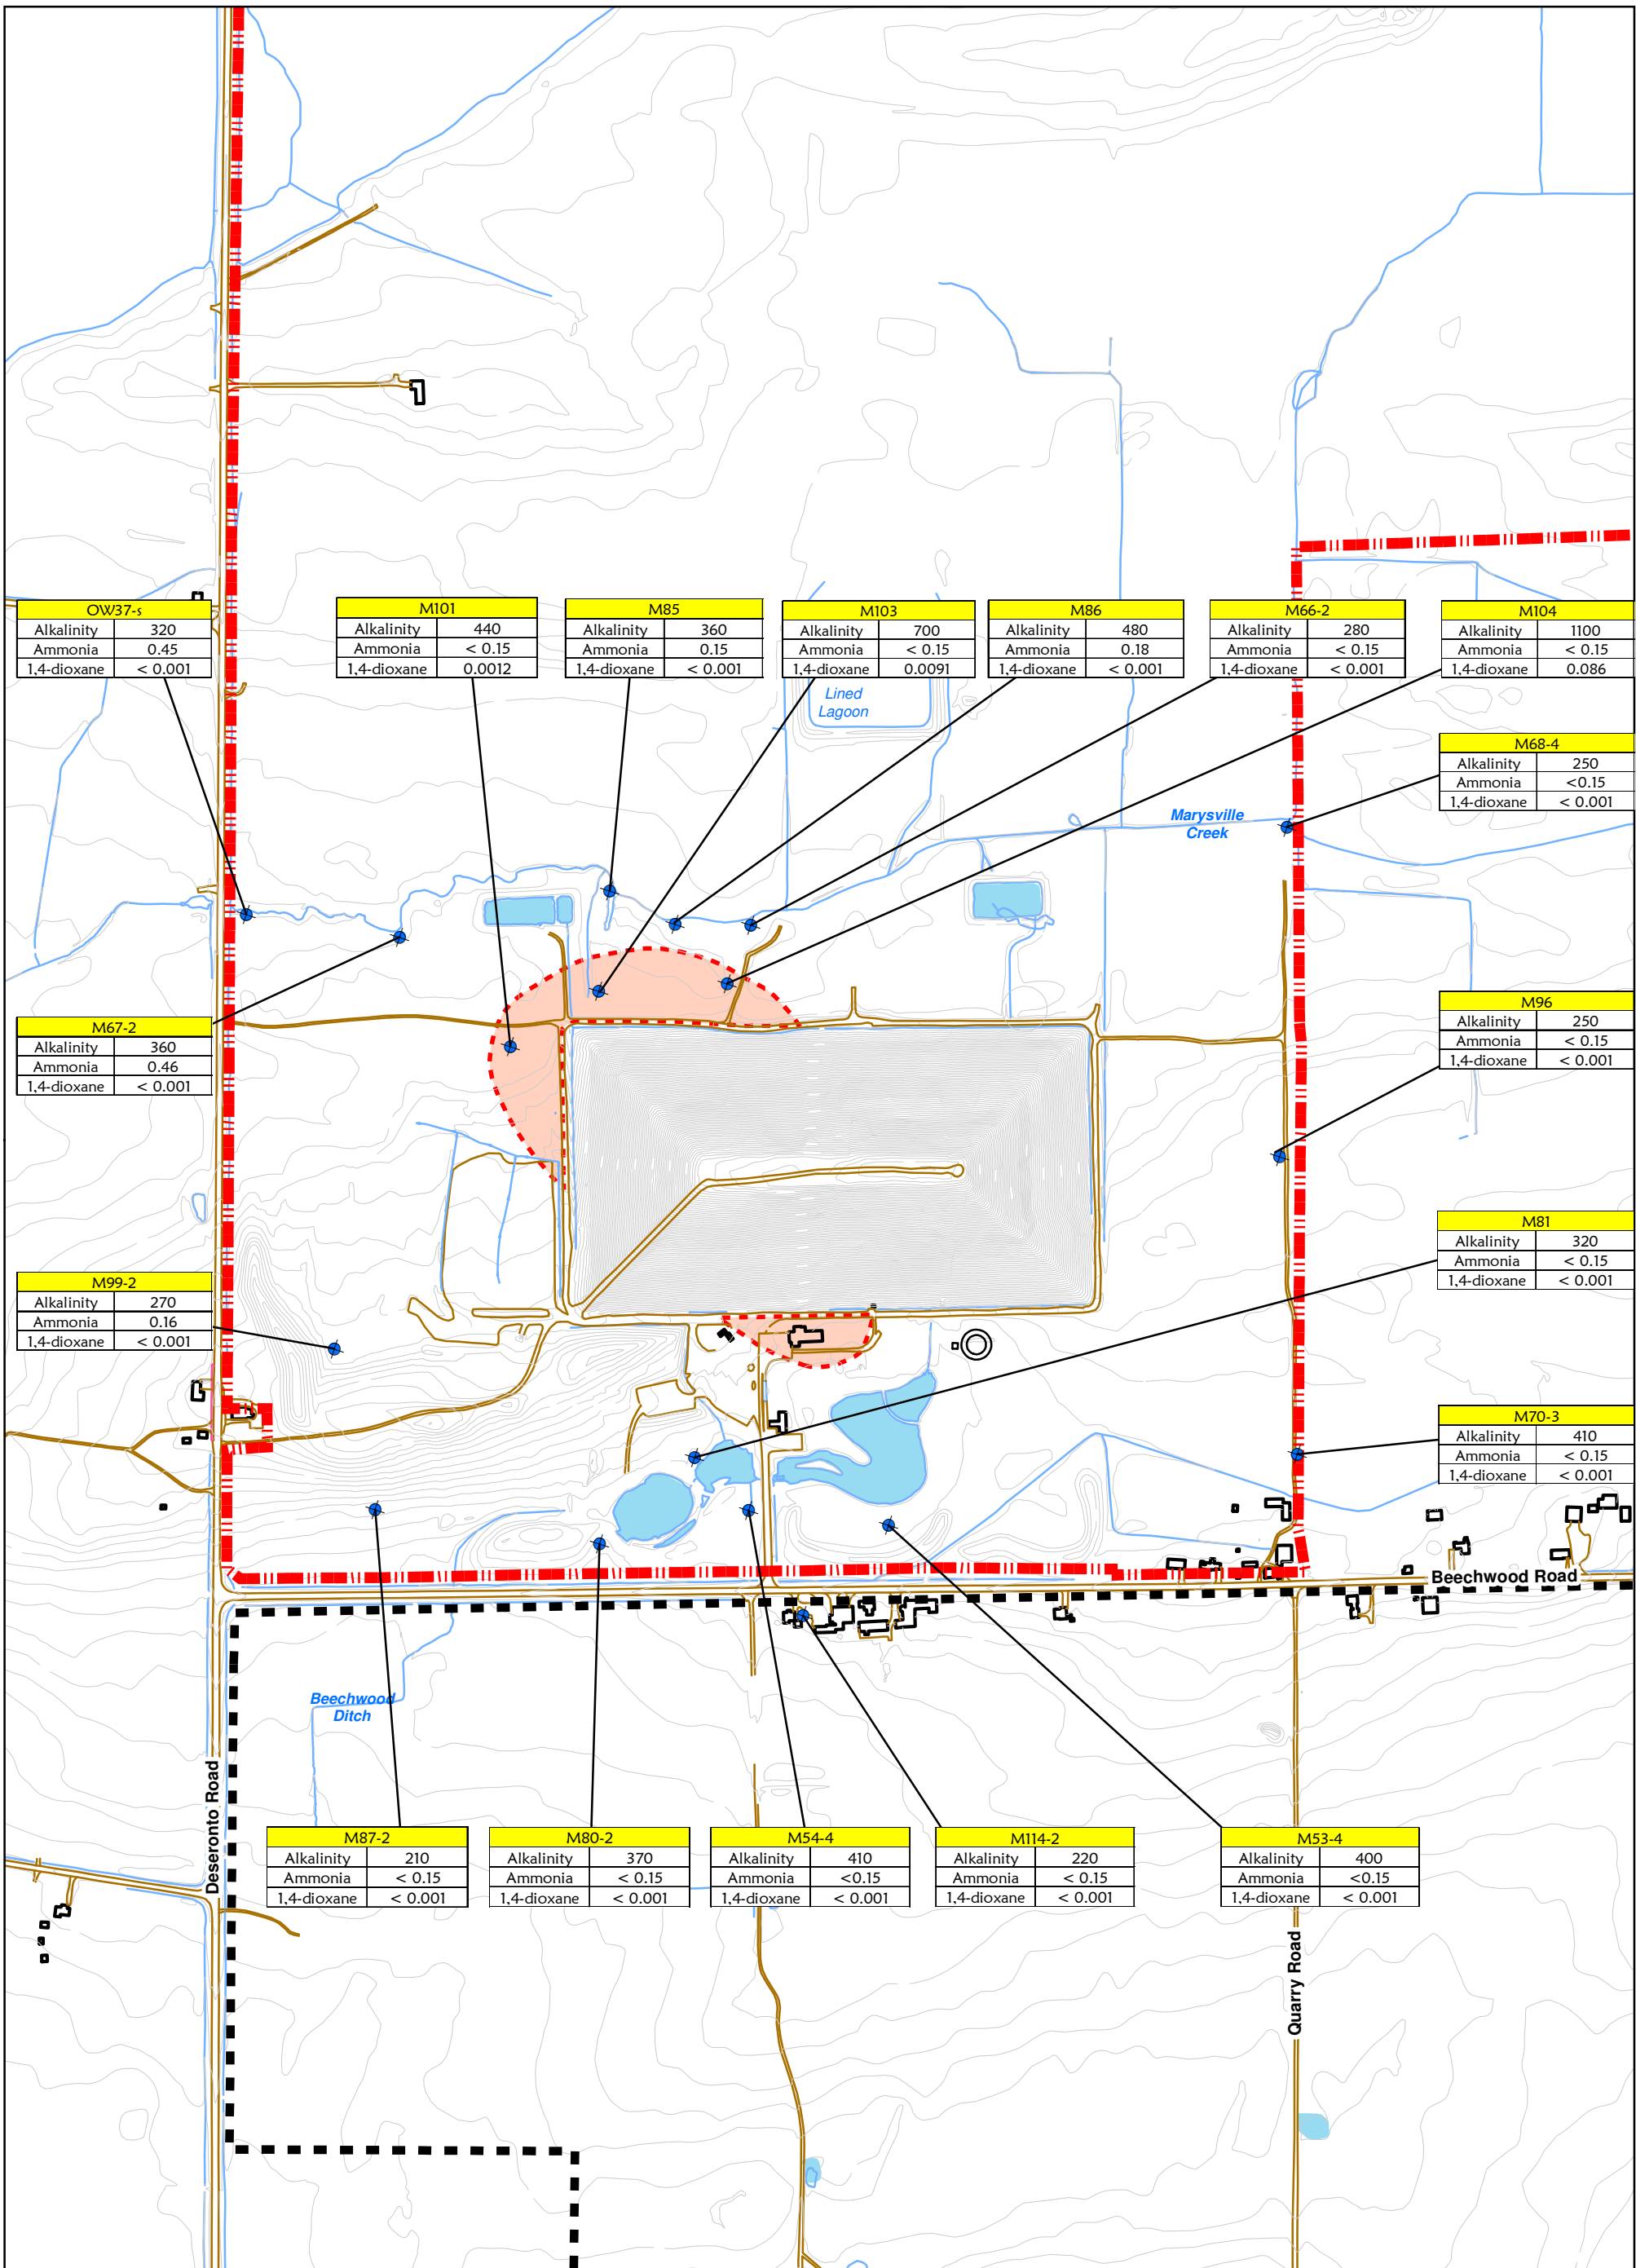 OW37-s
Alkalinity 320
Ammonia 0.45
1,4-dioxane < 0.001
M101
Alkalinity 440
Ammonia < 0.15
1,4-dioxane 0.0012
M85
Alkalinity 360
Ammonia 0.15
1,4-dioxane < 0.001
M103
Alkalinity 700
Ammonia < 0.15
1,4-dioxane 0.0091
M86
Alkalinity 480
Ammonia 0.18
1,4-dioxane < 0.001
M66-2
Alkalinity 280
Ammonia < 0.15
1,4-dioxane < 0.001
M104
Alkalinity 1100
Ammonia < 0.15
1,4-dioxane 0.086
Lined
Lagoon
M68-4
Alkalinity 250
Ammonia <0.15
1,4-dioxane < 0.001
Marysville
Creek
M67-2
Alkalinity 360
Ammonia 0.46
1,4-dioxane < 0.001
M96
Alkalinity 250
Ammonia < 0.15
1,4-dioxane < 0.001
M81
Alkalinity 320
Ammonia < 0.15
1,4-dioxane < 0.001
M99-2
Alkalinity 270
Ammonia 0.16
1,4-dioxane < 0.001
M70-3
Alkalinity 410
Ammonia < 0.15
1,4-dioxane < 0.001
Beechwood Road
Beechwood
Ditch
Deseronto Road
M87-2
Alkalinity 210
Ammonia < 0.15
1,4-dioxane < 0.001
M80-2
Alkalinity 370
Ammonia < 0.15
1,4-dioxane < 0.001
M54-4
Alkalinity 410
Ammonia <0.15
1,4-dioxane < 0.001
M114-2
Alkalinity 220
Ammonia < 0.15
1,4-dioxane < 0.001
M53-4
Alkalinity 400
Ammonia <0.15
1,4-dioxane < 0.001
Quarry Road